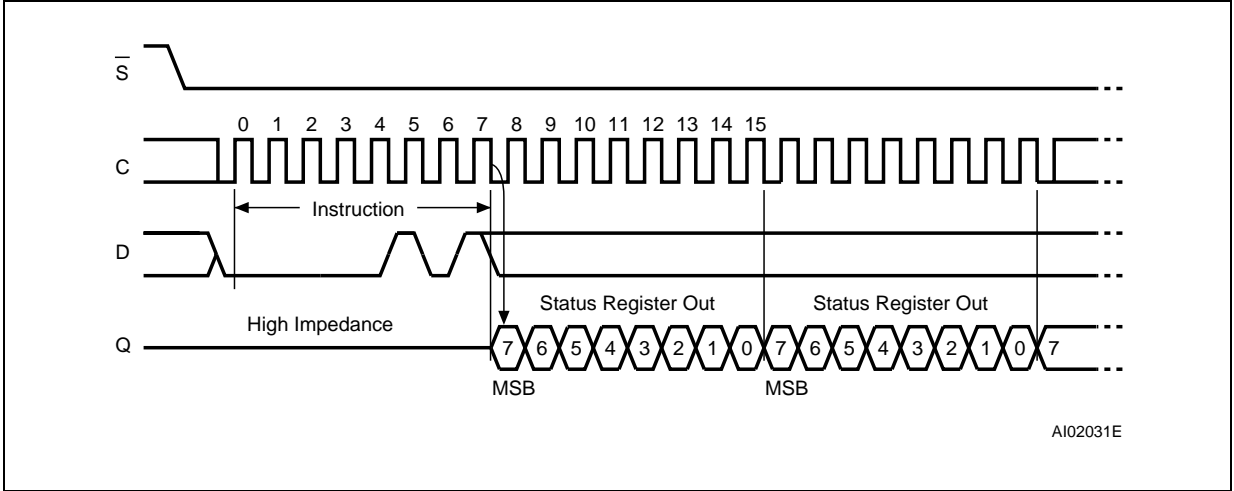 S̅
0 1 2 3 4 5 6 7 8 9 10 11 12 13 14 15
C
Instruction
D
Status Register Out Status Register Out
High Impedance
Q
7 6 5 4 3 2 1 0 7 6 5 4 3 2 1 0 7
MSB MSB
AI02031E